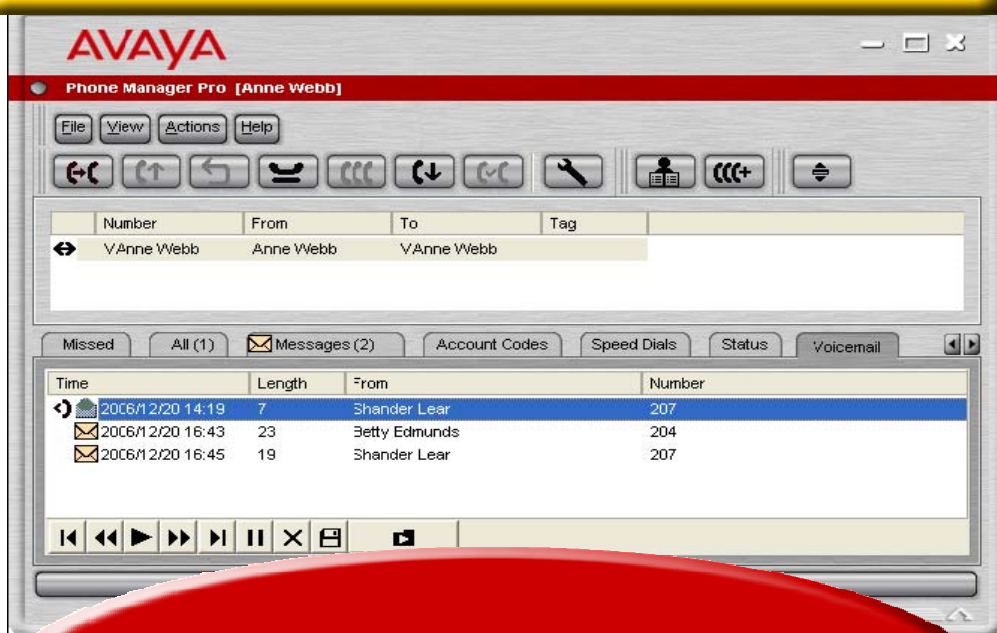 AVAYA
Phone Manager Pro [Anne Webb]
File View Actions Help
Number From To Tag
VAnne Webb Anne Webb VAnne Webb
Missed All (1) Messages (2) Account Codes Speed Dials Status Voicemail
Time Length From Number
2006/12/20 14:19 7 Shander Lear 207
2006/12/20 16:43 23 Betty Edmunds 204
2006/12/20 16:45 19 Shander Lear 207